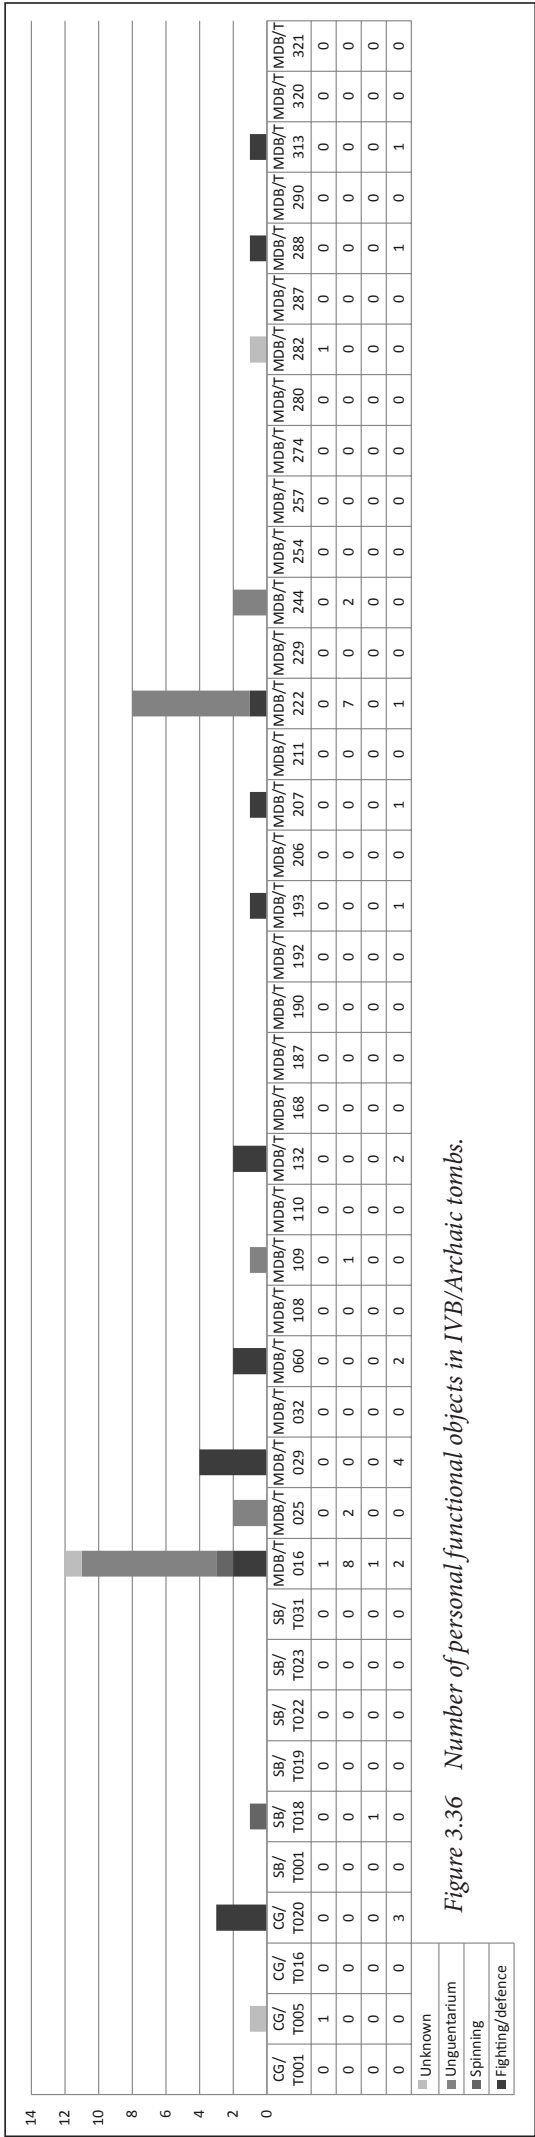 14
12
10
8
6
4
2
0
CG/ CG/ CG/ CG/ SB/ SB/ SB/ SB/ SB/ SB/ MDB/T MDB/T MDB/T MDB/T MDB/T MDB/T MDB/T MDB/T MDB/T MDB/T MDB/T MDB/T MDB/T MDB/T MDB/T MDB/T MDB/T MDB/T MDB/T MDB/T MDB/T MDB/T MDB/T MDB/T MDB/T MDB/T MDB/T MDB/T MDB/T MDB/T MDB/T
T001 T005 T016 T020 T001 T018 T019 T022 T023 T031 016 025 029 032 060 108 109 110 132 168 187 190 192 193 206 207 211 222 229 244 254 257 274 280 282 287 288 290 313 320 321
Unknown 0 1 0 0 0 0 0 0 0 0 1 0 0 0 0 0 0 0 0 0 0 0 0 0 0 0 0 0 0 0 0 0 0 0 1 0 0 0 0 0 0
Unguentarium 0 0 0 0 0 0 0 0 0 0 8 2 0 0 0 0 1 0 0 0 0 0 0 0 0 0 0 7 0 2 0 0 0 0 0 0 0 0 0 0 0
Spinning 0 0 0 0 0 1 0 0 0 0 1 0 0 0 0 0 0 0 0 0 0 0 0 0 0 0 0 0 0 0 0 0 0 0 0 0 0 0 0 0 0
Fighting/defence 0 0 0 3 0 0 0 0 0 0 2 0 4 0 2 0 0 0 2 0 0 0 0 1 0 1 0 1 0 0 0 0 0 0 0 0 1 0 1 0 0
Figure 3.36 Number of personal functional objects in IVB/Archaic tombs.